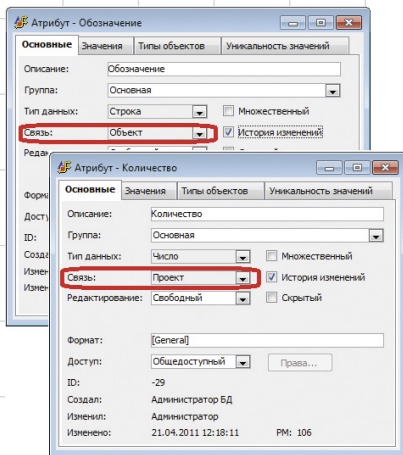 Атрибут - Обозначение
Основные Значения Типы объектов Уникальность значений
Описание: Обозначение
Группа: Основная
Тип данных: Строка Множественный
Связь: Объект История изменений
Атрибут - Количество
Основные Значения Типы объектов Уникальность значений
Описание: Количество
Группа: Основная
Тип данных: Число Множественный
Связь: Проект История изменений
Редактирование: Свободный Скрытый
Формат: [General]
Доступ: Общедоступный Права...
ID: -29
Создал: Администратор БД
Изменил: Администратор
Изменено: 21.04.2011 12:18:11 РМ: 106
ID: